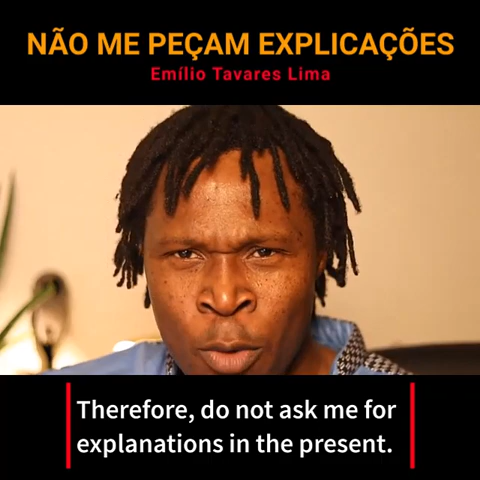 NÃO ME PEÇAM EXPLICAÇÕES
Emílio Tavares Lima
Therefore, do not ask me for
explanations in the present.